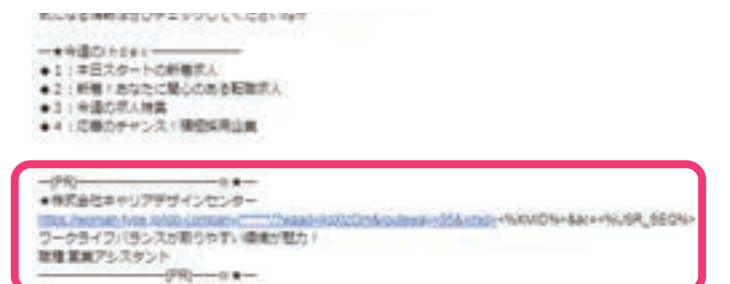 ━★今週のindex━━━━━━
◆1：本日スタートの新着求人
◆2：新着！あなたに関心のある転職求人
◆3：今週の求人特集
◆4：応募のチャンス！積極採用企業
━(PR)━━━━━━━━━□★━
◆株式会社キャリアデザインセンター
https://woman-type.jp/job-company/
ワークライフバランスが取りやすい環境が魅力！
職種:営業アシスタント
━━━━━━━━(PR)━━□★━